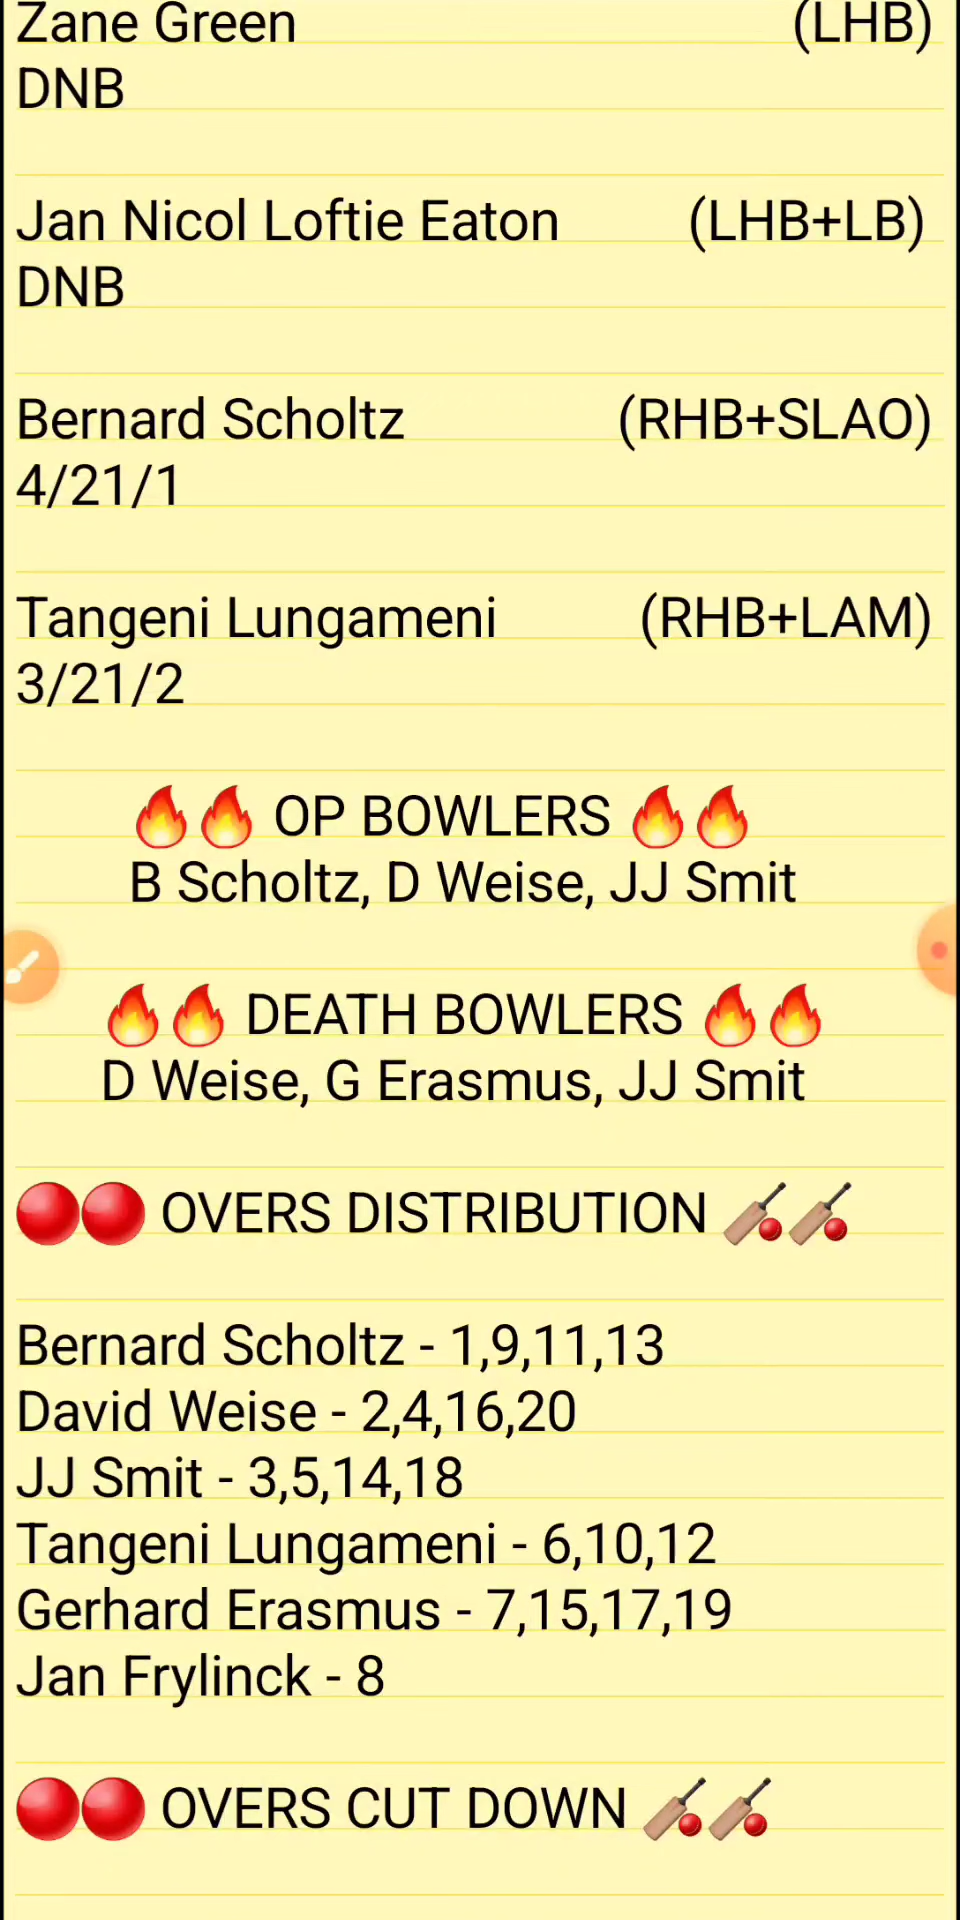 Zane Green (LHB)
DNB
Jan Nicol Loftie Eaton (LHB+LB)
DNB
Bernard Scholtz (RHB+SLAO)
4/21/1
Tangeni Lungameni (RHB+LAM)
3/21/2
🔥🔥 OP BOWLERS 🔥🔥
B Scholtz, D Weise, JJ Smit
🔥🔥 DEATH BOWLERS 🔥🔥
D Weise, G Erasmus, JJ Smit
🔴🔴 OVERS DISTRIBUTION 🏏🏏
Bernard Scholtz - 1,9,11,13
David Weise - 2,4,16,20
JJ Smit - 3,5,14,18
Tangeni Lungameni - 6,10,12
Gerhard Erasmus - 7,15,17,19
Jan Frylinck - 8
🔴🔴 OVERS CUT DOWN 🏏🏏